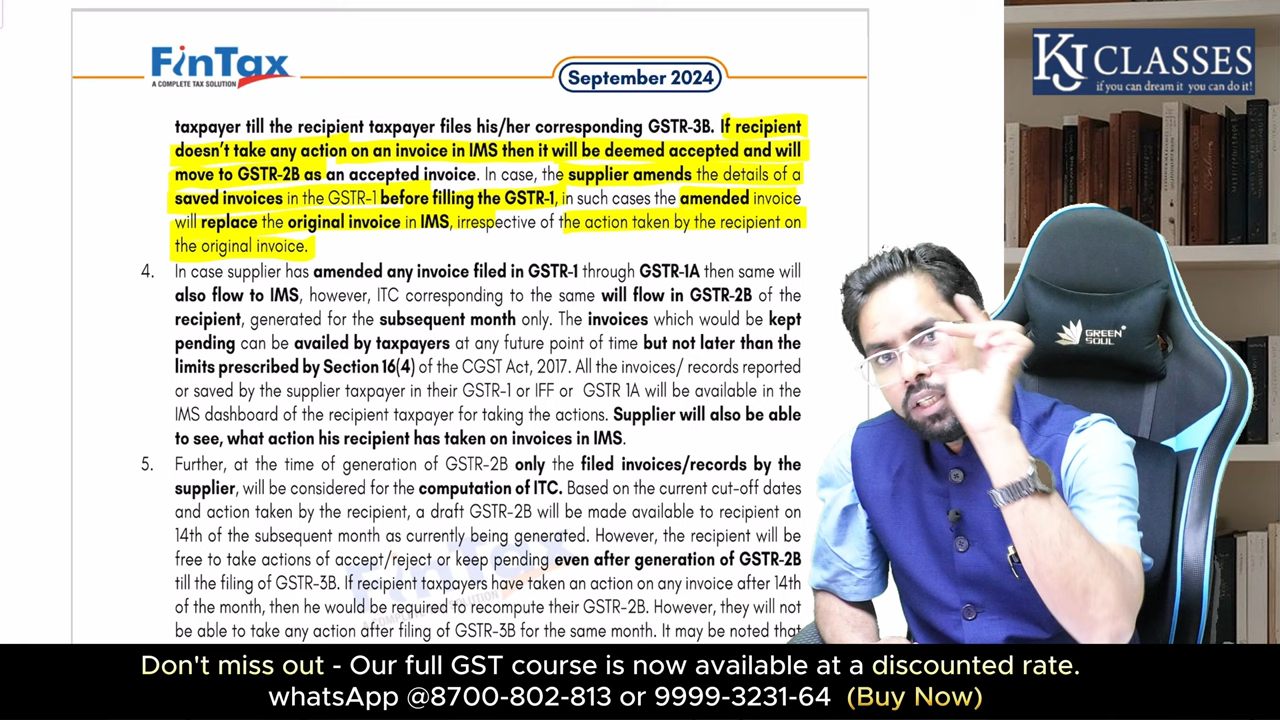 FinTax
A COMPLETE TAX SOLUTION
September 2024
KJ CLASSES
if you can dream it you can do it!
taxpayer till the recipient taxpayer files his/her corresponding GSTR-3B. If recipient
doesn't take any action on an invoice in IMS then it will be deemed accepted and will
move to GSTR-2B as an accepted invoice. In case, the supplier amends the details of a
saved invoices in the GSTR-1 before filling the GSTR-1, in such cases the amended invoice
will replace the original invoice in IMS, irrespective of the action taken by the recipient on
the original invoice.
4. In case supplier has amended any invoice filed in GSTR-1 through GSTR-1A then same will
also flow to IMS, however, ITC corresponding to the same will flow in GSTR-2B of the
recipient, generated for the subsequent month only. The invoices which would be kept
pending can be availed by taxpayers at any future point of time but not later than the
limits prescribed by Section 16(4) of the CGST Act, 2017. All the invoices/ records reported
or saved by the supplier taxpayer in their GSTR-1 or IFF or GSTR 1A will be available in the
IMS dashboard of the recipient taxpayer for taking the actions. Supplier will also be able
to see, what action his recipient has taken on invoices in IMS.
5. Further, at the time of generation of GSTR-2B only the filed invoices/records by the
supplier, will be considered for the computation of ITC. Based on the current cut-off dates
and action taken by the recipient, a draft GSTR-2B will be made available to recipient on
14th of the subsequent month as currently being generated. However, the recipient will be
free to take actions of accept/reject or keep pending even after generation of GSTR-2B
till the filing of GSTR-3B. If recipient taxpayers have taken an action on any invoice after 14th
of the month, then he would be required to recompute their GSTR-2B. However, they will not
be able to take any action after filing of GSTR-3B for the same month. It may be noted that
GREEN
SOUL
Don't miss out - Our full GST course is now available at a discounted rate.
whatsApp @8700-802-813 or 9999-3231-64 (Buy Now)